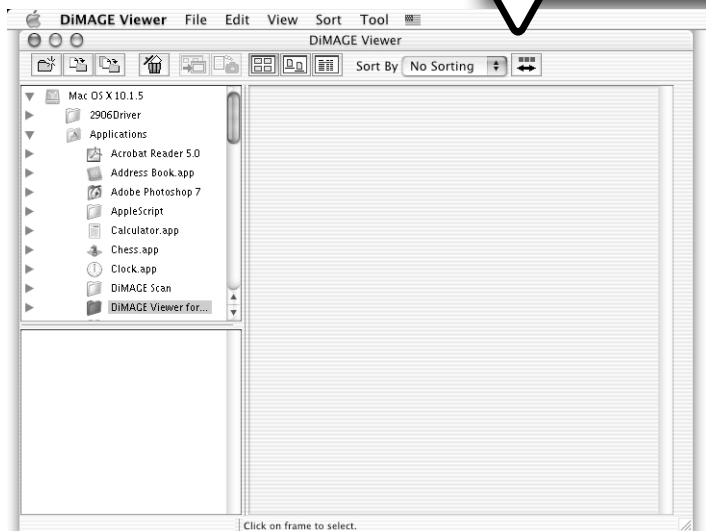 DiMAGE Viewer File Edit View Sort Tool
DiMAGE Viewer
Sort By No Sorting
Mac OS X 10.1.5
2906Driver
Applications
Acrobat Reader 5.0
Address Book.app
Adobe Photoshop 7
AppleScript
Calculator.app
Chess.app
Clock.app
DiMAGE Scan
DiMAGE Viewer for...
Click on frame to select.